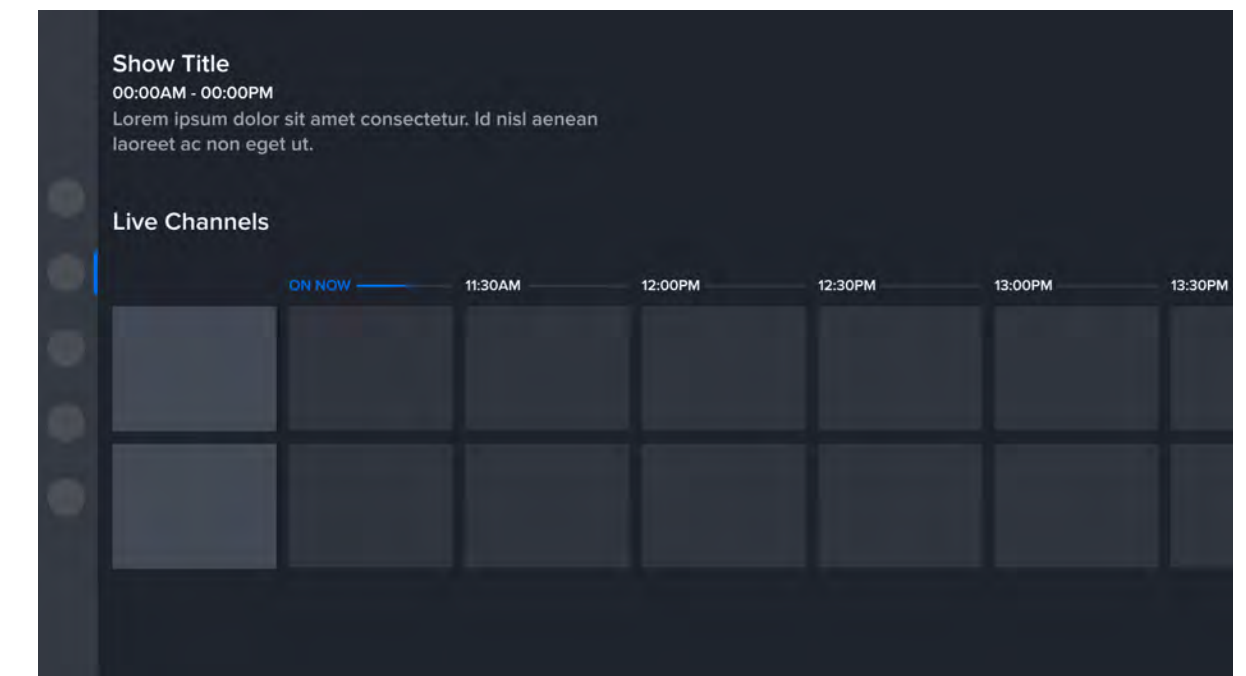 Show Title
00:00AM - 00:00PM
Lorem ipsum dolor sit amet consectetur. Id nisl aenean
laoreet ac non eget ut.
Live Channels
ON NOW 11:30AM 12:00PM 12:30PM 13:00PM 13:30PM